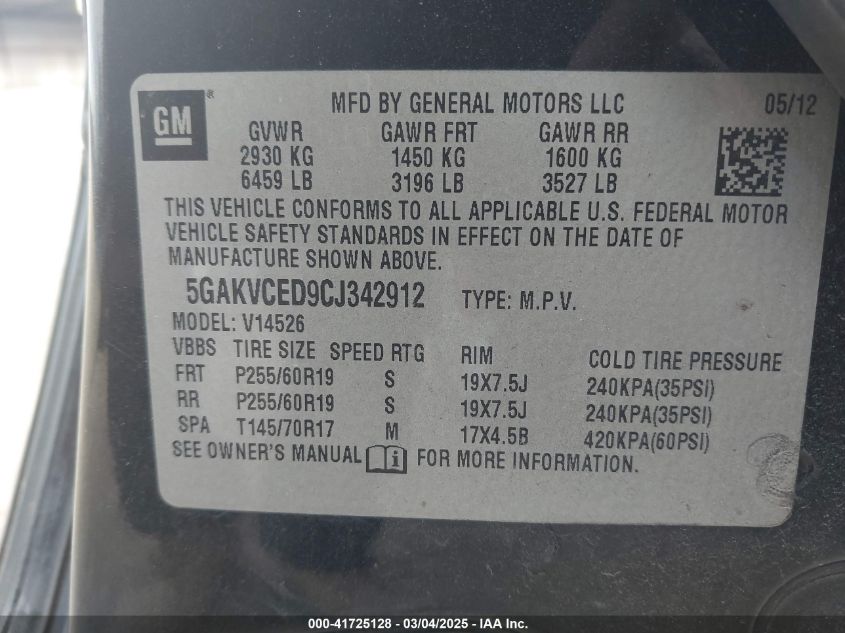 GM ®
MFD BY GENERAL MOTORS LLC 05/12
GVWR GAWR FRT GAWR RR
2930 KG 1450 KG 1600 KG
6459 LB 3196 LB 3527 LB
THIS VEHICLE CONFORMS TO ALL APPLICABLE U.S. FEDERAL MOTOR
VEHICLE SAFETY STANDARDS IN EFFECT ON THE DATE OF
MANUFACTURE SHOWN ABOVE.
5GAKVCED9CJ342912 TYPE: M.P.V.
MODEL: V14526
VBBS TIRE SIZE SPEED RTG RIM COLD TIRE PRESSURE
FRT P255/60R19 S 19X7.5J 240KPA(35PSI)
RR P255/60R19 S 19X7.5J 240KPA(35PSI)
SPA T145/70R17 M 17X4.5B 420KPA(60PSI)
SEE OWNER'S MANUAL i FOR MORE INFORMATION.
000-41725128 - 03/04/2025 - © IAA Inc.